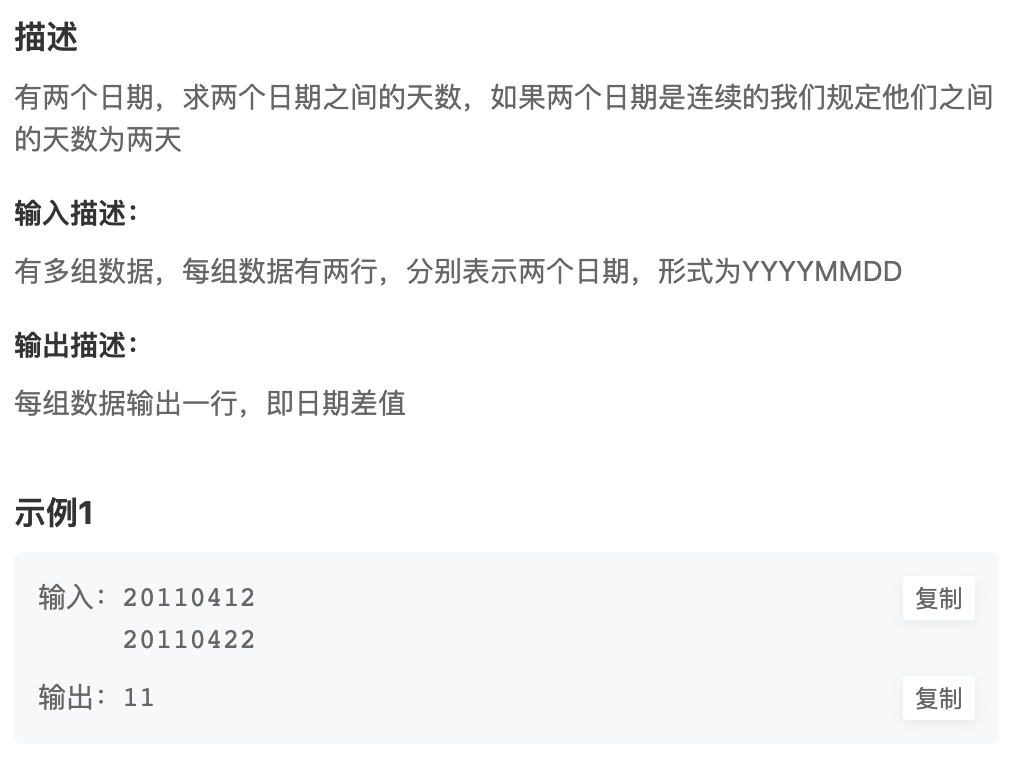 描述
有两个日期，求两个日期之间的天数，如果两个日期是连续的我们规定他们之间
的天数为两天
输入描述：
有多组数据，每组数据有两行，分别表示两个日期，形式为YYYYMMDD
输出描述：
每组数据输出一行，即日期差值
示例1
输入：20110412 复制
20110422
输出：11 复制